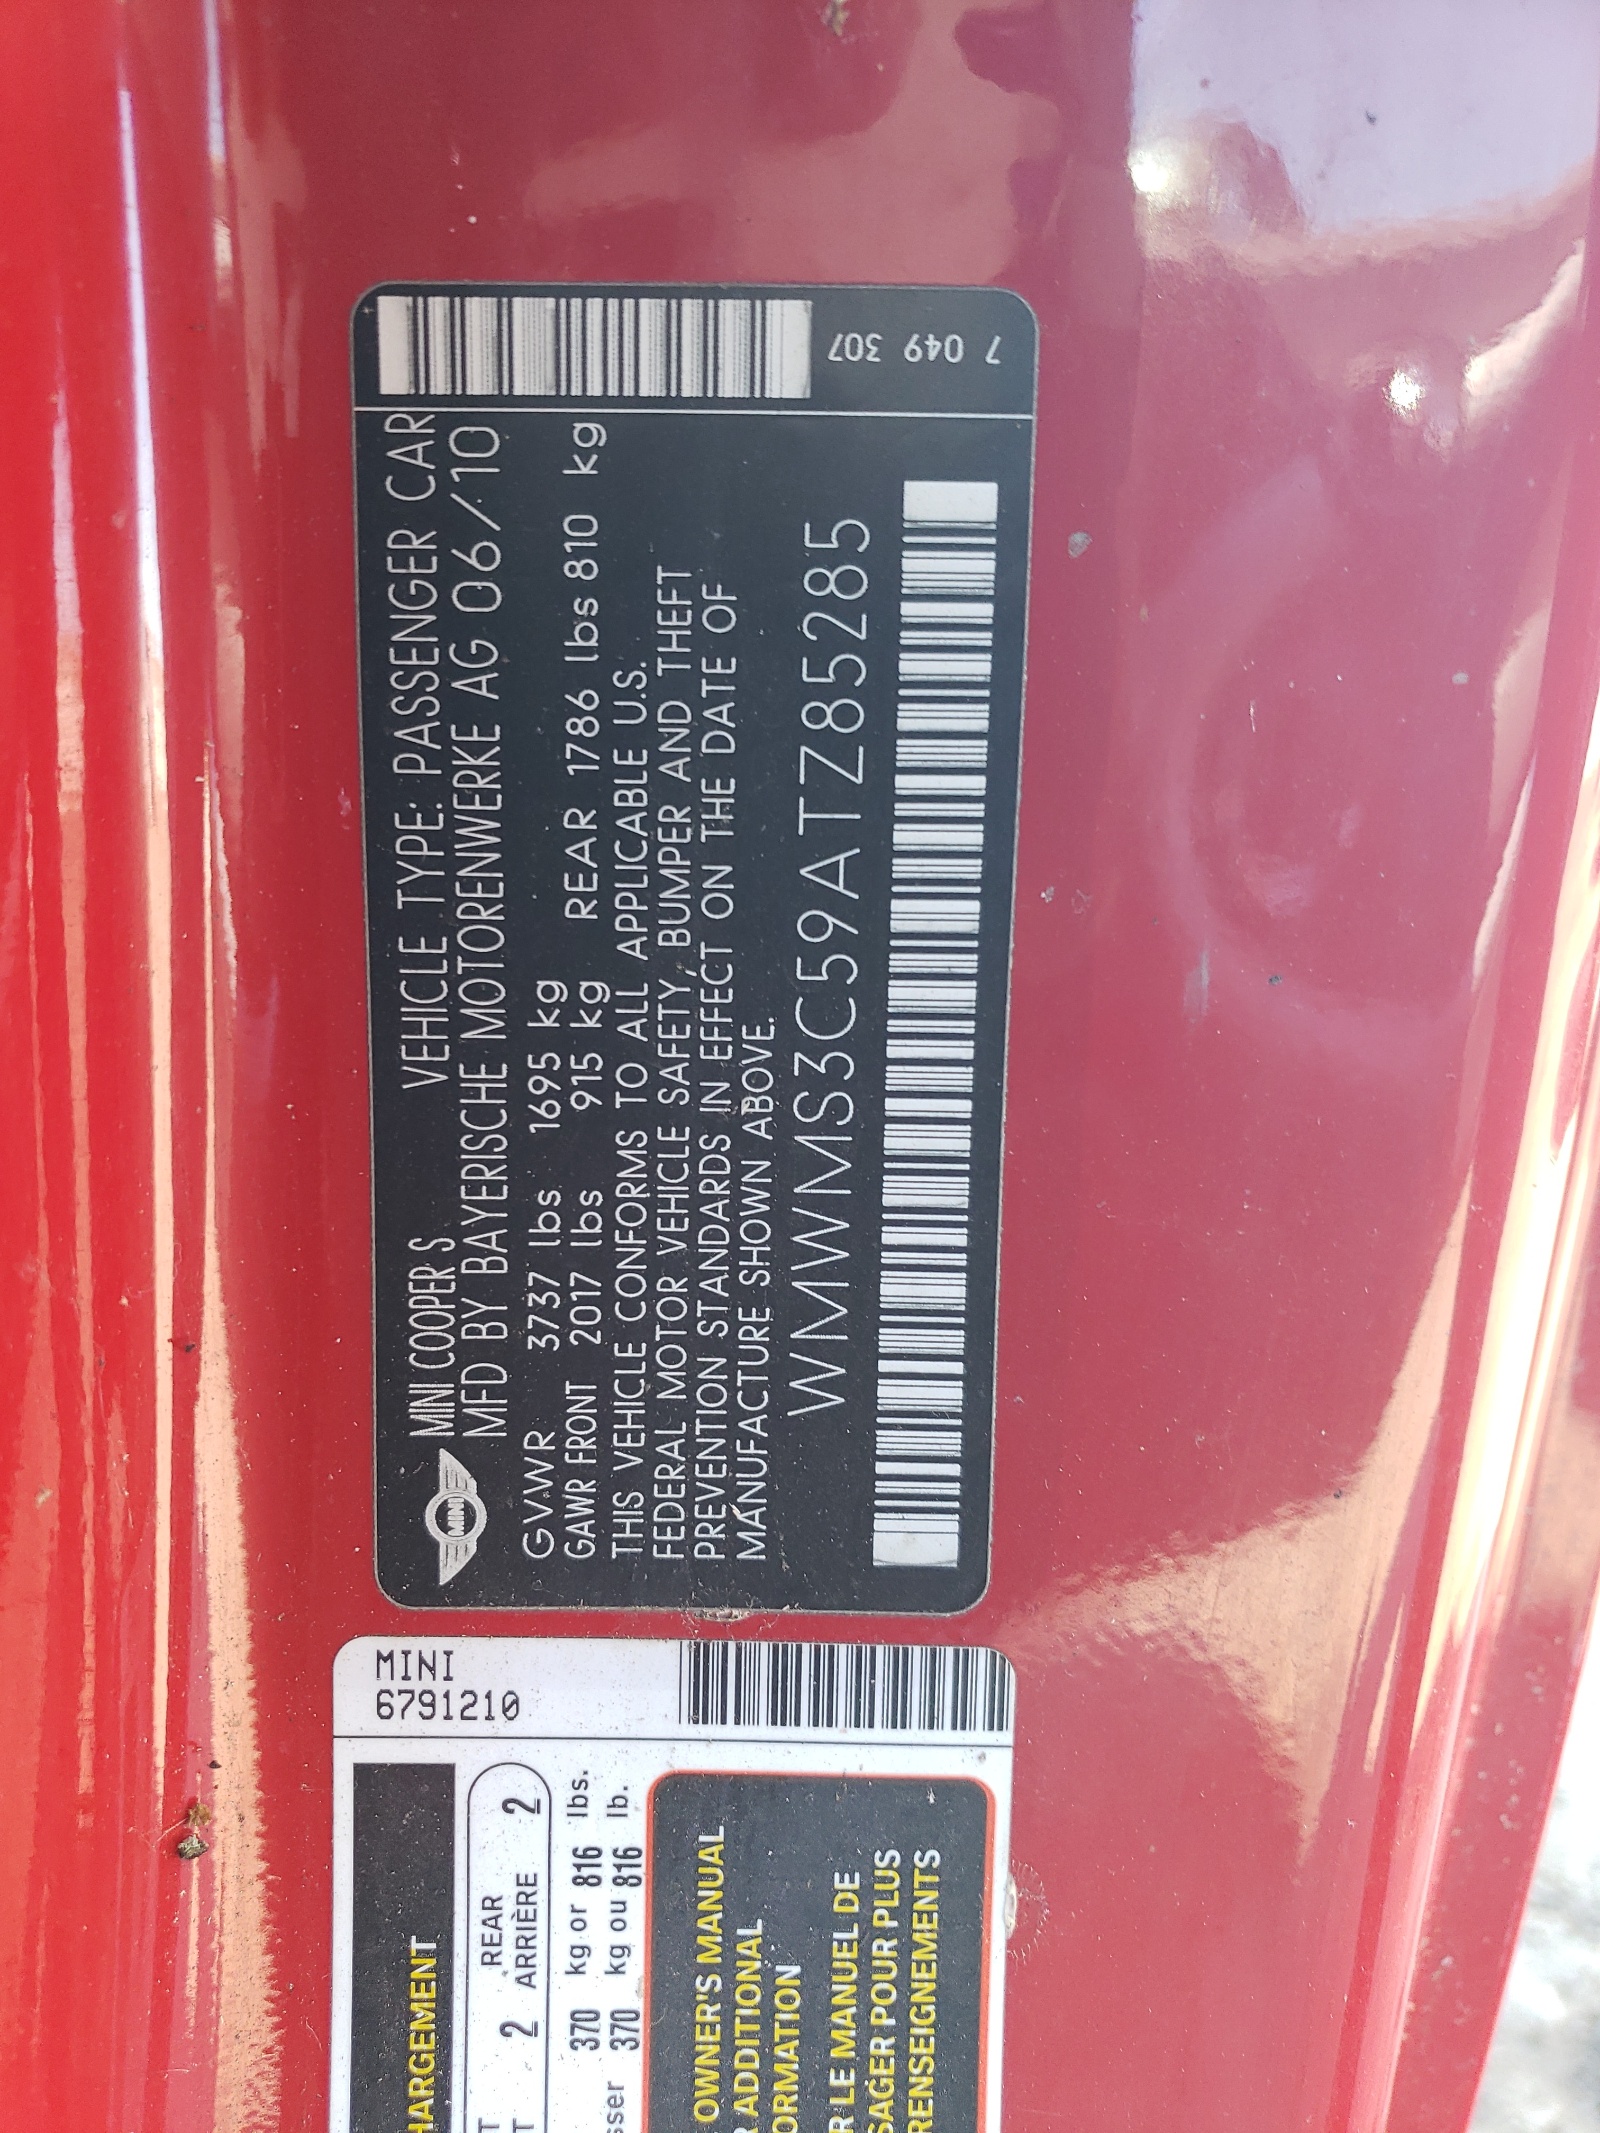 MINI
MINI COOPER S VEHICLE TYPE: PASSENGER CAR
MFD BY BAYERISCHE MOTORENWERKE AG 06/10
GVWR 3737 lbs 1695 kg
GAWR FRONT 2017 lbs 915 kg REAR 1786 lbs 810 kg
THIS VEHICLE CONFORMS TO ALL APPLICABLE U.S.
FEDERAL MOTOR VEHICLE SAFETY, BUMPER AND THEFT
PREVENTION STANDARDS IN EFFECT ON THE DATE OF
MANUFACTURE SHOWN ABOVE.
WMWMS3C59ATZ85285
7 049 307
MINI
6791210
HARGEMENT
T 2 REAR 2
T ARRIÈRE
370 kg or 816 lbs.
sser 370 kg ou 816 lb.
OWNER'S MANUAL
R ADDITIONAL
ORMATION
R LE MANUEL DE
SAGER POUR PLUS
RENSEIGNEMENTS